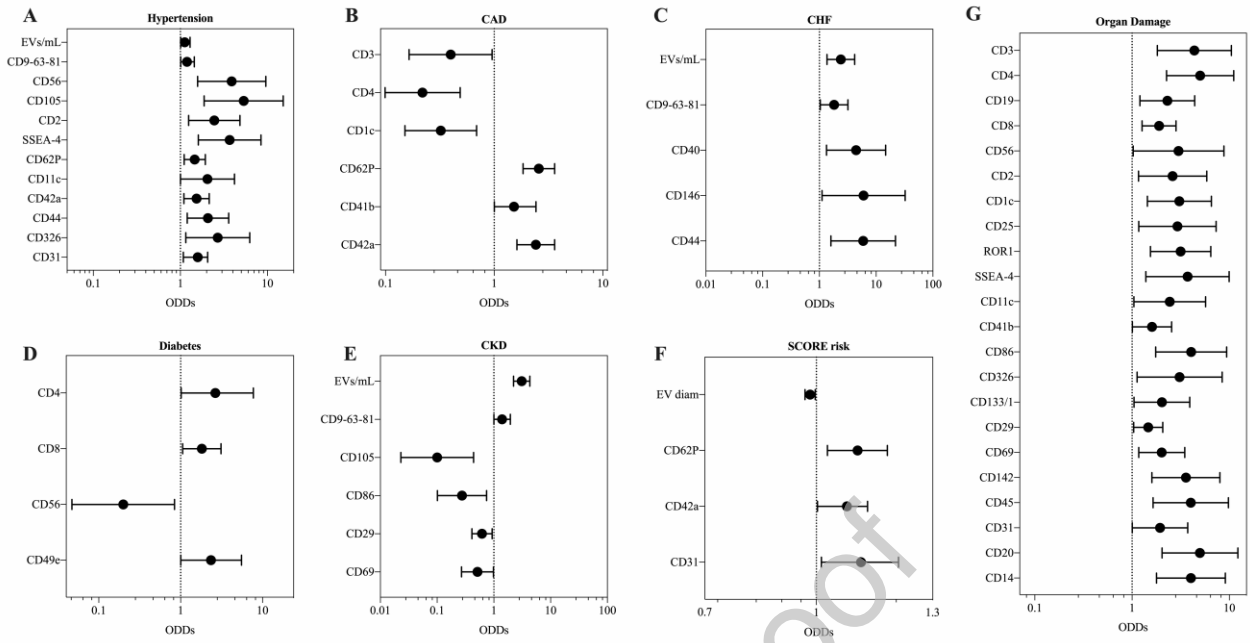 A
Hypertension
EVs/mL
CD9-63-81
CD56
CD105
CD2
SSEA-4
CD62P
CD11c
CD42a
CD44
CD326
CD31
0.1
1
10
ODDs
B
CAD
CD3
CD4
CD1c
CD62P
CD41b
CD42a
0.1
1
10
ODDs
C
CHF
EVs/mL
CD9-63-81
CD40
CD146
CD44
0.01
0.1
1
10
100
ODDs
D
Diabetes
CD4
CD8
CD56
CD49e
0.1
1
10
ODDs
E
CKD
EVs/mL
CD9-63-81
CD105
CD86
CD29
CD69
0.01
0.1
1
10
100
ODDs
F
SCORE risk
EV diam
CD62P
CD42a
CD31
0.7
1
1.3
ODDs
G
Organ Damage
CD3
CD4
CD19
CD8
CD56
CD2
CD1c
CD25
ROR1
SSEA-4
CD11c
CD41b
CD86
CD326
CD133/1
CD29
CD69
CD142
CD45
CD31
CD20
CD14
0.1
1
10
ODDs
oof